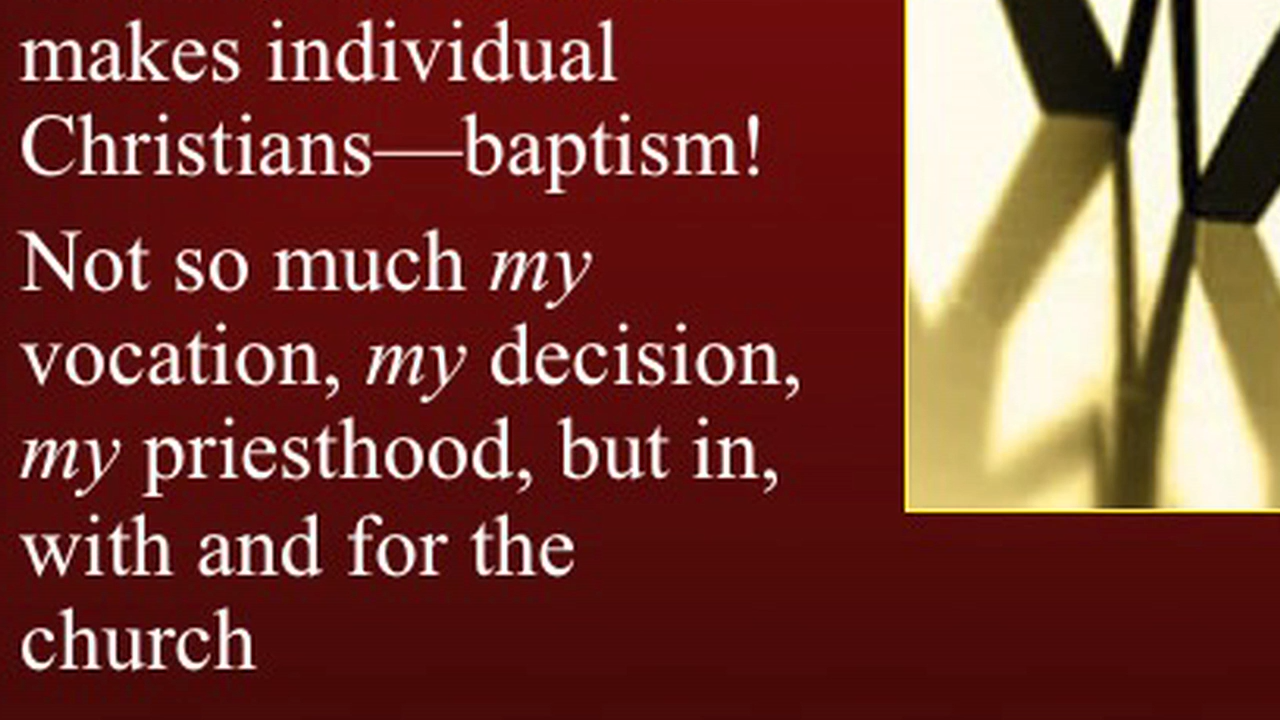 makes individual
Christians—baptism!
Not so much my
vocation, my decision,
my priesthood, but in,
with and for the
church